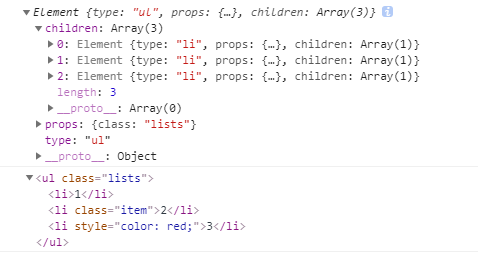 ▼Element {type: "ul", props: {…}, children: Array(3)} i
▼children: Array(3)
▶0: Element {type: "li", props: {…}, children: Array(1)}
▶1: Element {type: "li", props: {…}, children: Array(1)}
▶2: Element {type: "li", props: {…}, children: Array(1)}
length: 3
▶__proto__: Array(0)
▶props: {class: "lists"}
type: "ul"
▶__proto__: Object
▼<ul class="lists">
<li>1</li>
<li class="item">2</li>
<li style="color: red;">3</li>
</ul>